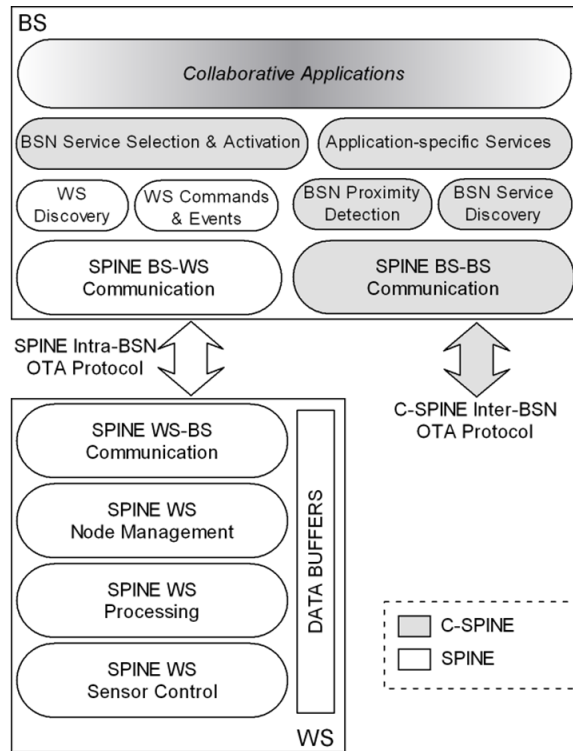 BS
Collaborative Applications
BSN Service Selection & Activation
Application-specific Services
WS
Discovery
WS Commands
& Events
BSN Proximity
Detection
BSN Service
Discovery
SPINE BS-WS
Communication
SPINE BS-BS
Communication
SPINE Intra-BSN
OTA Protocol
C-SPINE Inter-BSN
OTA Protocol
SPINE WS-BS
Communication
SPINE WS
Node Management
SPINE WS
Processing
SPINE WS
Sensor Control
DATA BUFFERS
WS
C-SPINE
SPINE